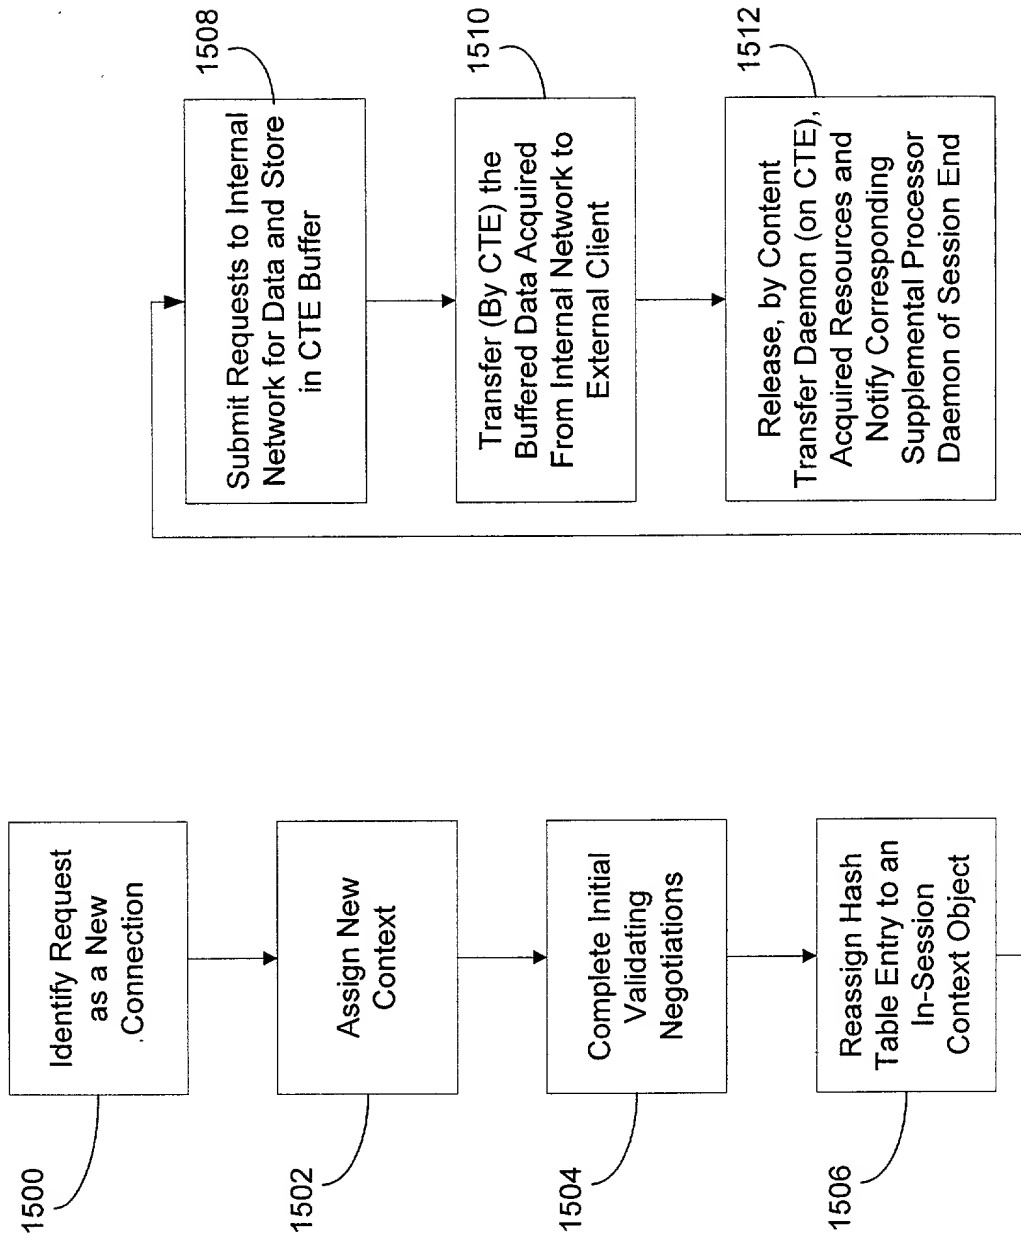 1500
Identify Request
as a New
.Connection
1502
Assign New
Context
1504
Complete Initial
Validating
Negotiations
1506
Reassign Hash
Table Entry to an
In-Session
Context Object
1508
Submit Requests to Internal
Network for Data and Store
in CTE Buffer
1510
Transfer (By CTE) the
Buffered Data Acquired
From Internal Network to
External Client
1512
Release, by Content
Transfer Daemon (on CTE),
Acquired Resources and
Notify Corresponding
Supplemental Processor
Daemon of Session End